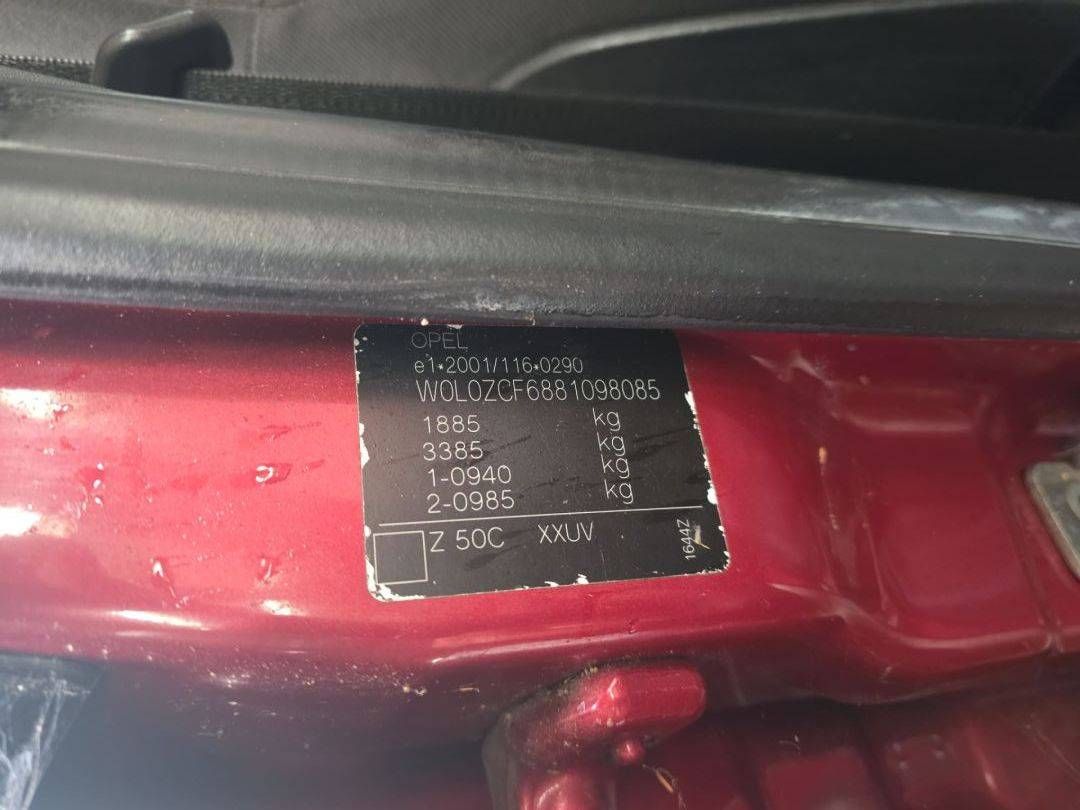 OPEL
e1*2001/116*0290
W0L0ZCF6881098085
1885 kg
3385 kg
1-0940 kg
2-0985 kg
Z 50C XXUV
1644Z